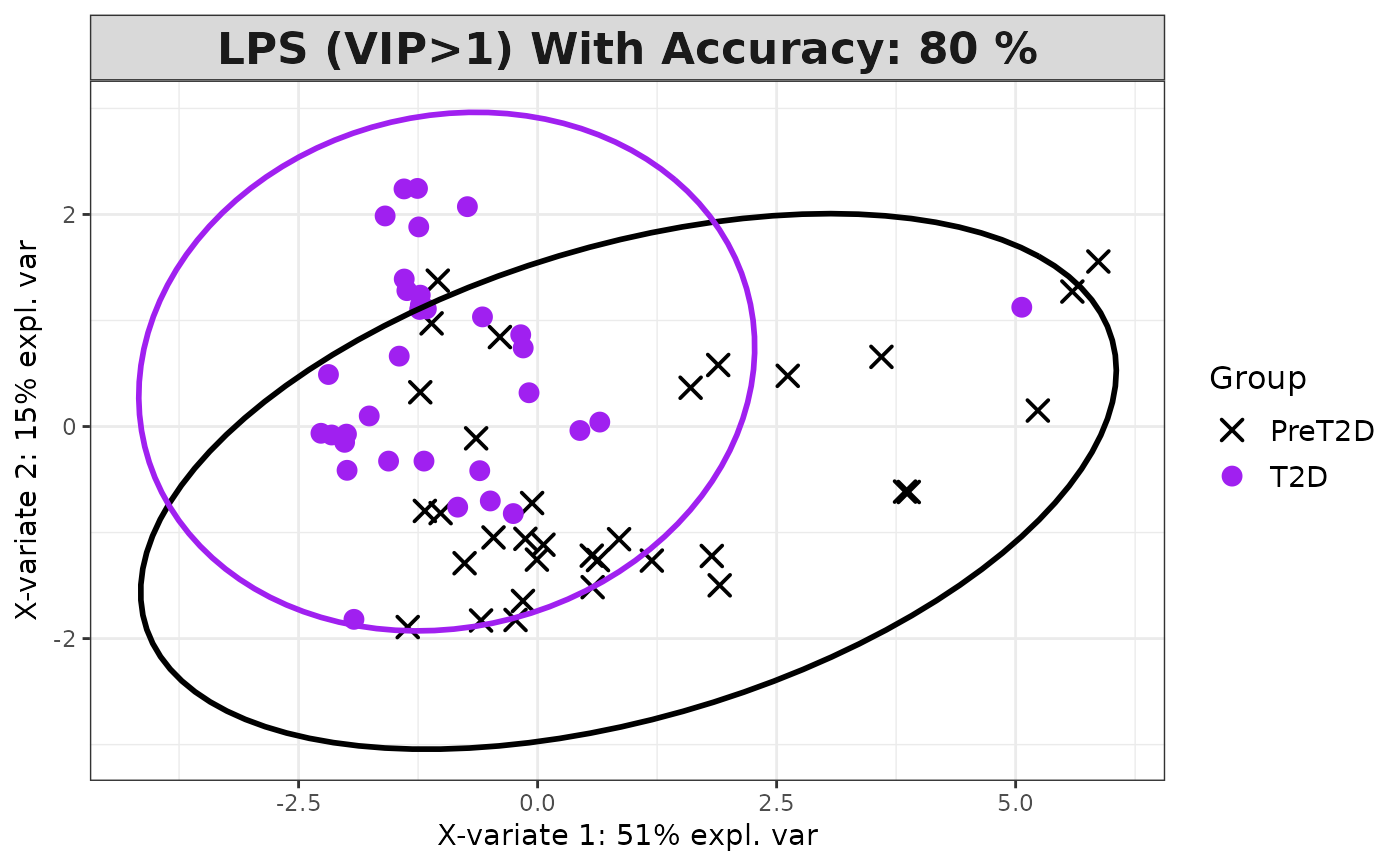 LPS (VIP>1) With Accuracy: 80 %
X-variate 2: 15% expl. var
2
0
-2
-2.5
0.0
2.5
5.0
X-variate 1: 51% expl. var
Group
PreT2D
T2D